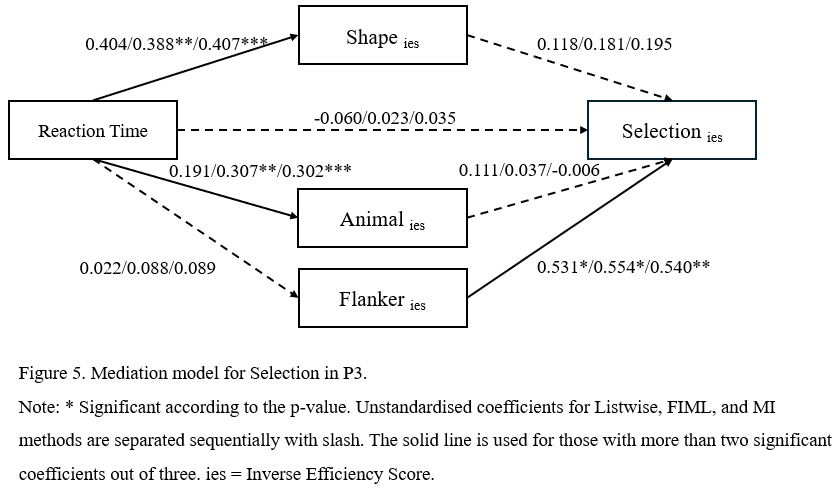 Shape ies
0.404/0.388**/0.407***
0.118/0.181/0.195
Reaction Time
-0.060/0.023/0.035
Selection ies
0.191/0.307**/0.302***
0.111/0.037/-0.006
Animal ies
0.022/0.088/0.089
0.531*/0.554*/0.540**
Flanker ies
Figure 5. Mediation model for Selection in P3.
Note: * Significant according to the p-value. Unstandardised coefficients for Listwise, FIML, and MI
methods are separated sequentially with slash. The solid line is used for those with more than two significant
coefficients out of three. ies = Inverse Efficiency Score.